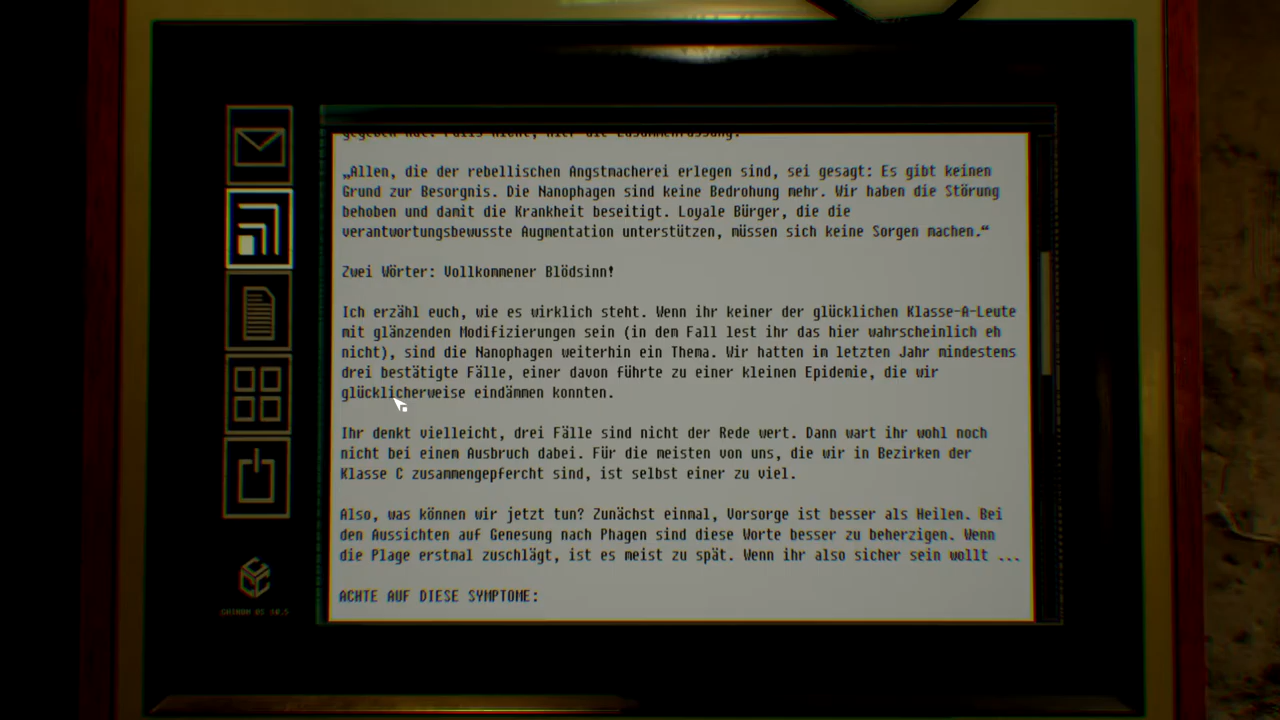 gegeben hat. Falls nicht, hier die Zusammenfassung:
„Allen, die der rebellischen Angstmacherei erlegen sind, sei gesagt: Es gibt keinen
Grund zur Besorgnis. Die Nanophagen sind keine Bedrohung mehr. Wir haben die Störung
behoben und damit die Krankheit beseitigt. Loyale Bürger, die die
verantwortungsbewusste Augmentation unterstützen, müssen sich keine Sorgen machen.“
Zwei Wörter: Vollkommener Blödsinn!
Ich erzähl euch, wie es wirklich steht. Wenn ihr keiner der glücklichen Klasse-A-Leute
mit glänzenden Modifizierungen sein (in dem Fall lest ihr das hier wahrscheinlich eh
nicht), sind die Nanophagen weiterhin ein Thema. Wir hatten im letzten Jahr mindestens
drei bestätigte Fälle, einer davon führte zu einer kleinen Epidemie, die wir
glücklicherweise eindämmen konnten.
Ihr denkt vielleicht, drei Fälle sind nicht der Rede wert. Dann wart ihr wohl noch
nicht bei einem Ausbruch dabei. Für die meisten von uns, die wir in Bezirken der
Klasse C zusammengepfercht sind, ist selbst einer zu viel.
Also, was können wir jetzt tun? Zunächst einmal, Vorsorge ist besser als Heilen. Bei
den Aussichten auf Genesung nach Phagen sind diese Worte besser zu beherzigen. Wenn
die Plage erstmal zuschlägt, ist es meist zu spät. Wenn ihr also sicher sein wollt ...
ACHTE AUF DIESE SYMPTOME: